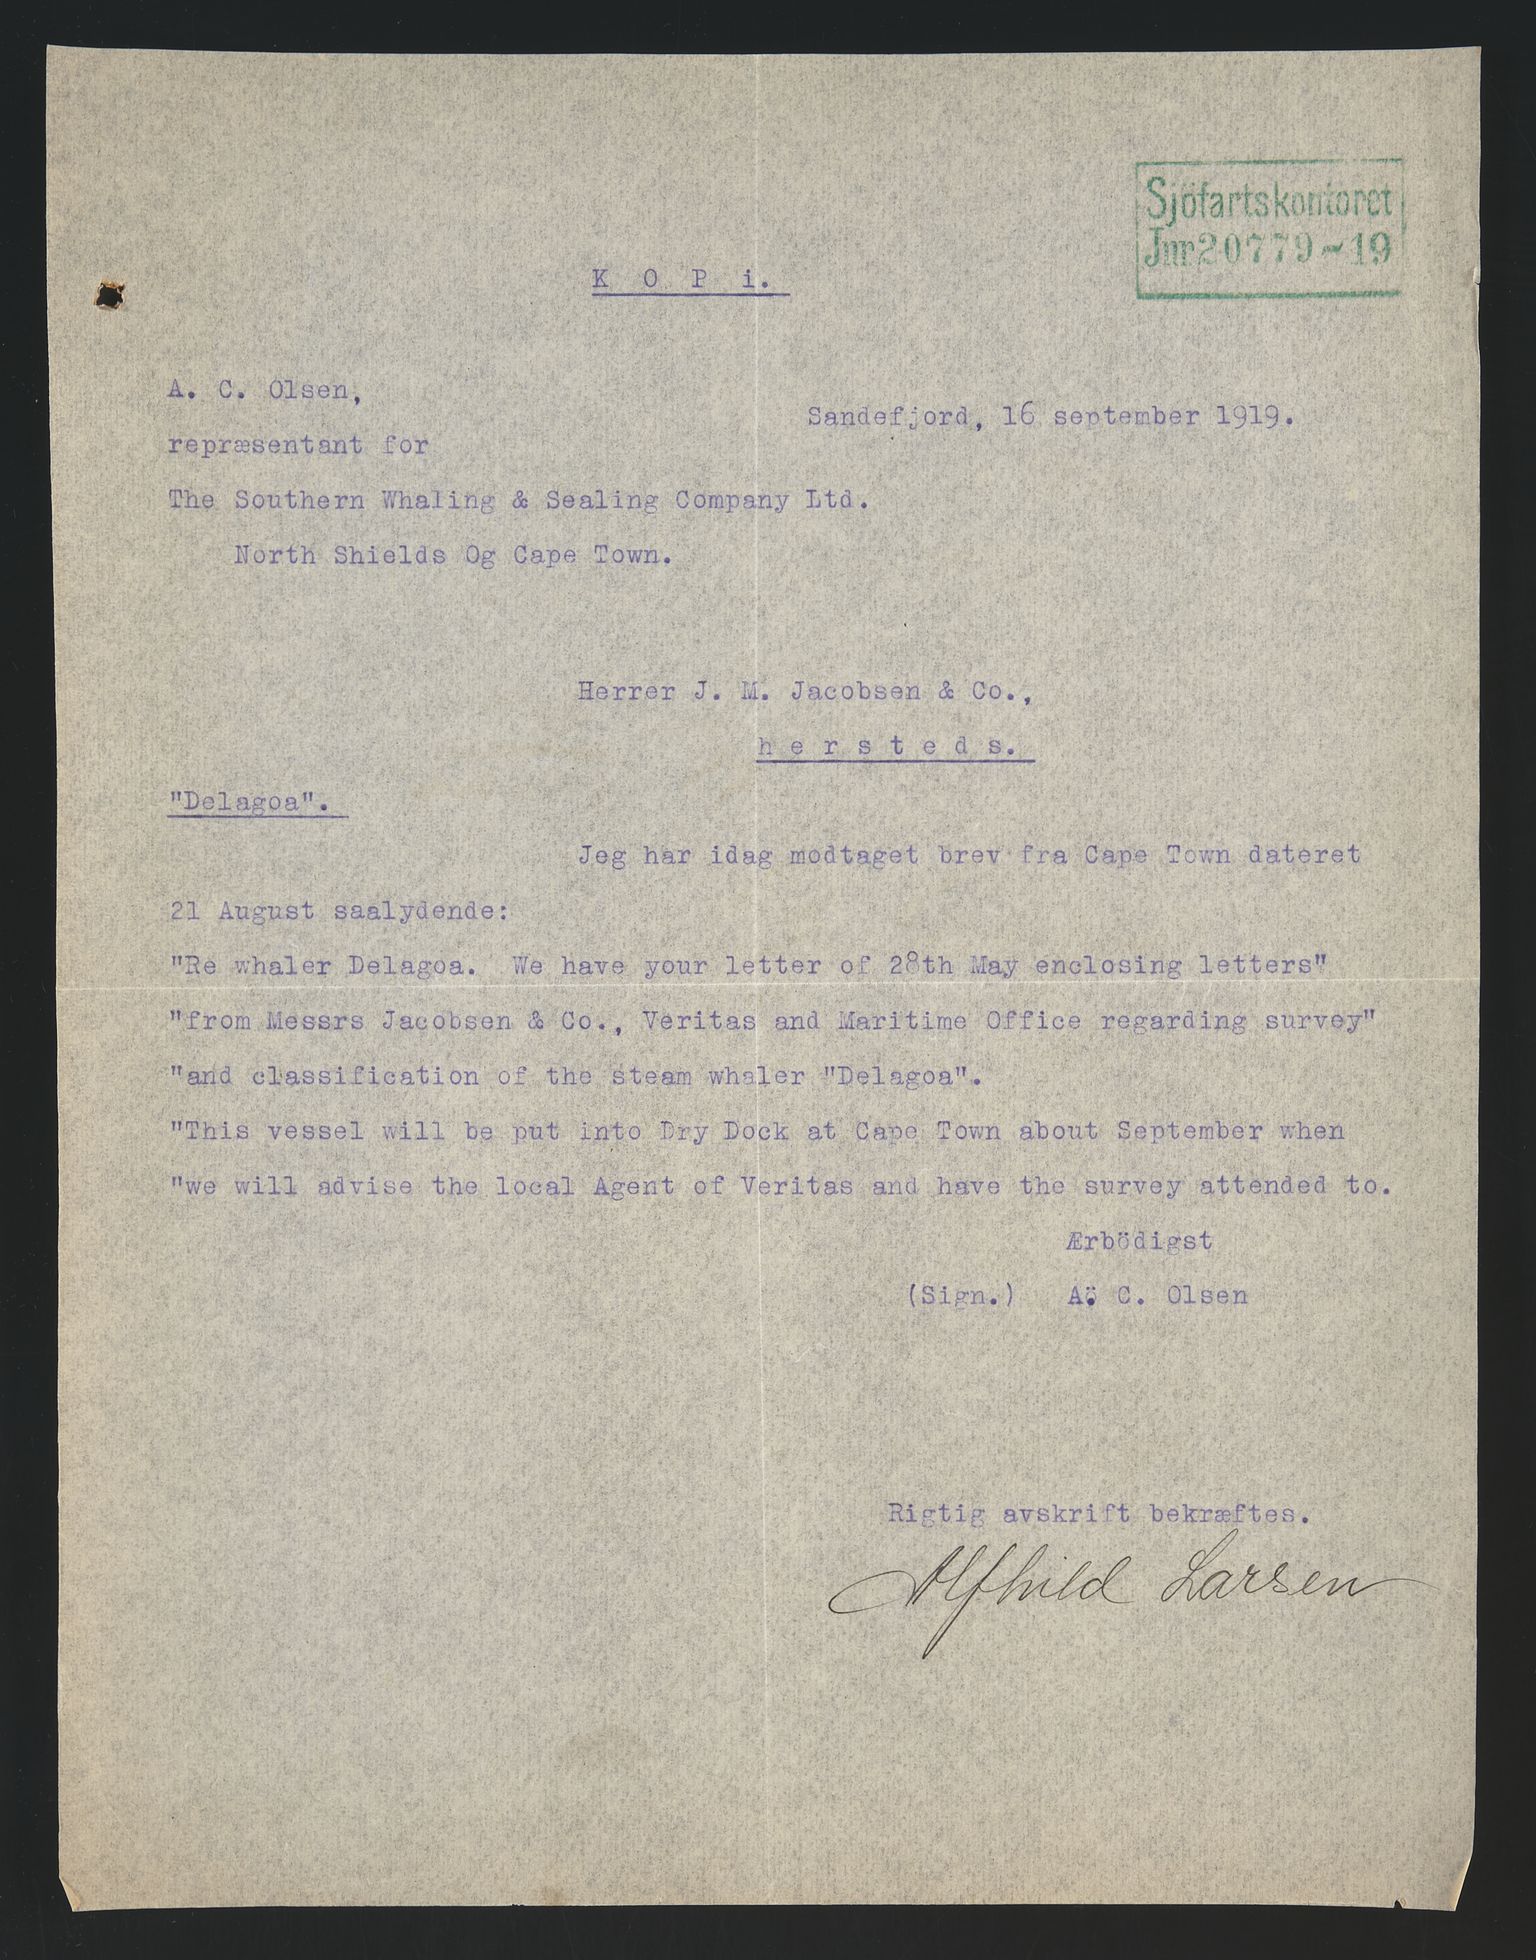 Sjöfartskontoret
Jnr 20779-19
K O P i.
A. C. Olsen,
Sandefjord, 16 september 1919.
repræsentant for
The Southern Whaling & Sealing Company Ltd.
North Shields Og Cape Town.
Herrer J. M. Jacobsen & Co.,
h e r s t e d s.
"Delagoa".
Jeg har idag modtaget brev fra Cape Town dateret
21 August saalydende:
"Re whaler Delagoa. We have your letter of 28th May enclosing letters"
"from Messrs Jacobsen & Co., Veritas and Maritime Office regarding survey"
"and classification of the steam whaler "Delagoa".
"This vessel will be put into Dry Dock at Cape Town about September when
"we will advise the local Agent of Veritas and have the survey attended to.
Ærbödigst
(Sign.) A. C. Olsen
Rigtig avskrift bekræftes.
Alfhild Larsen